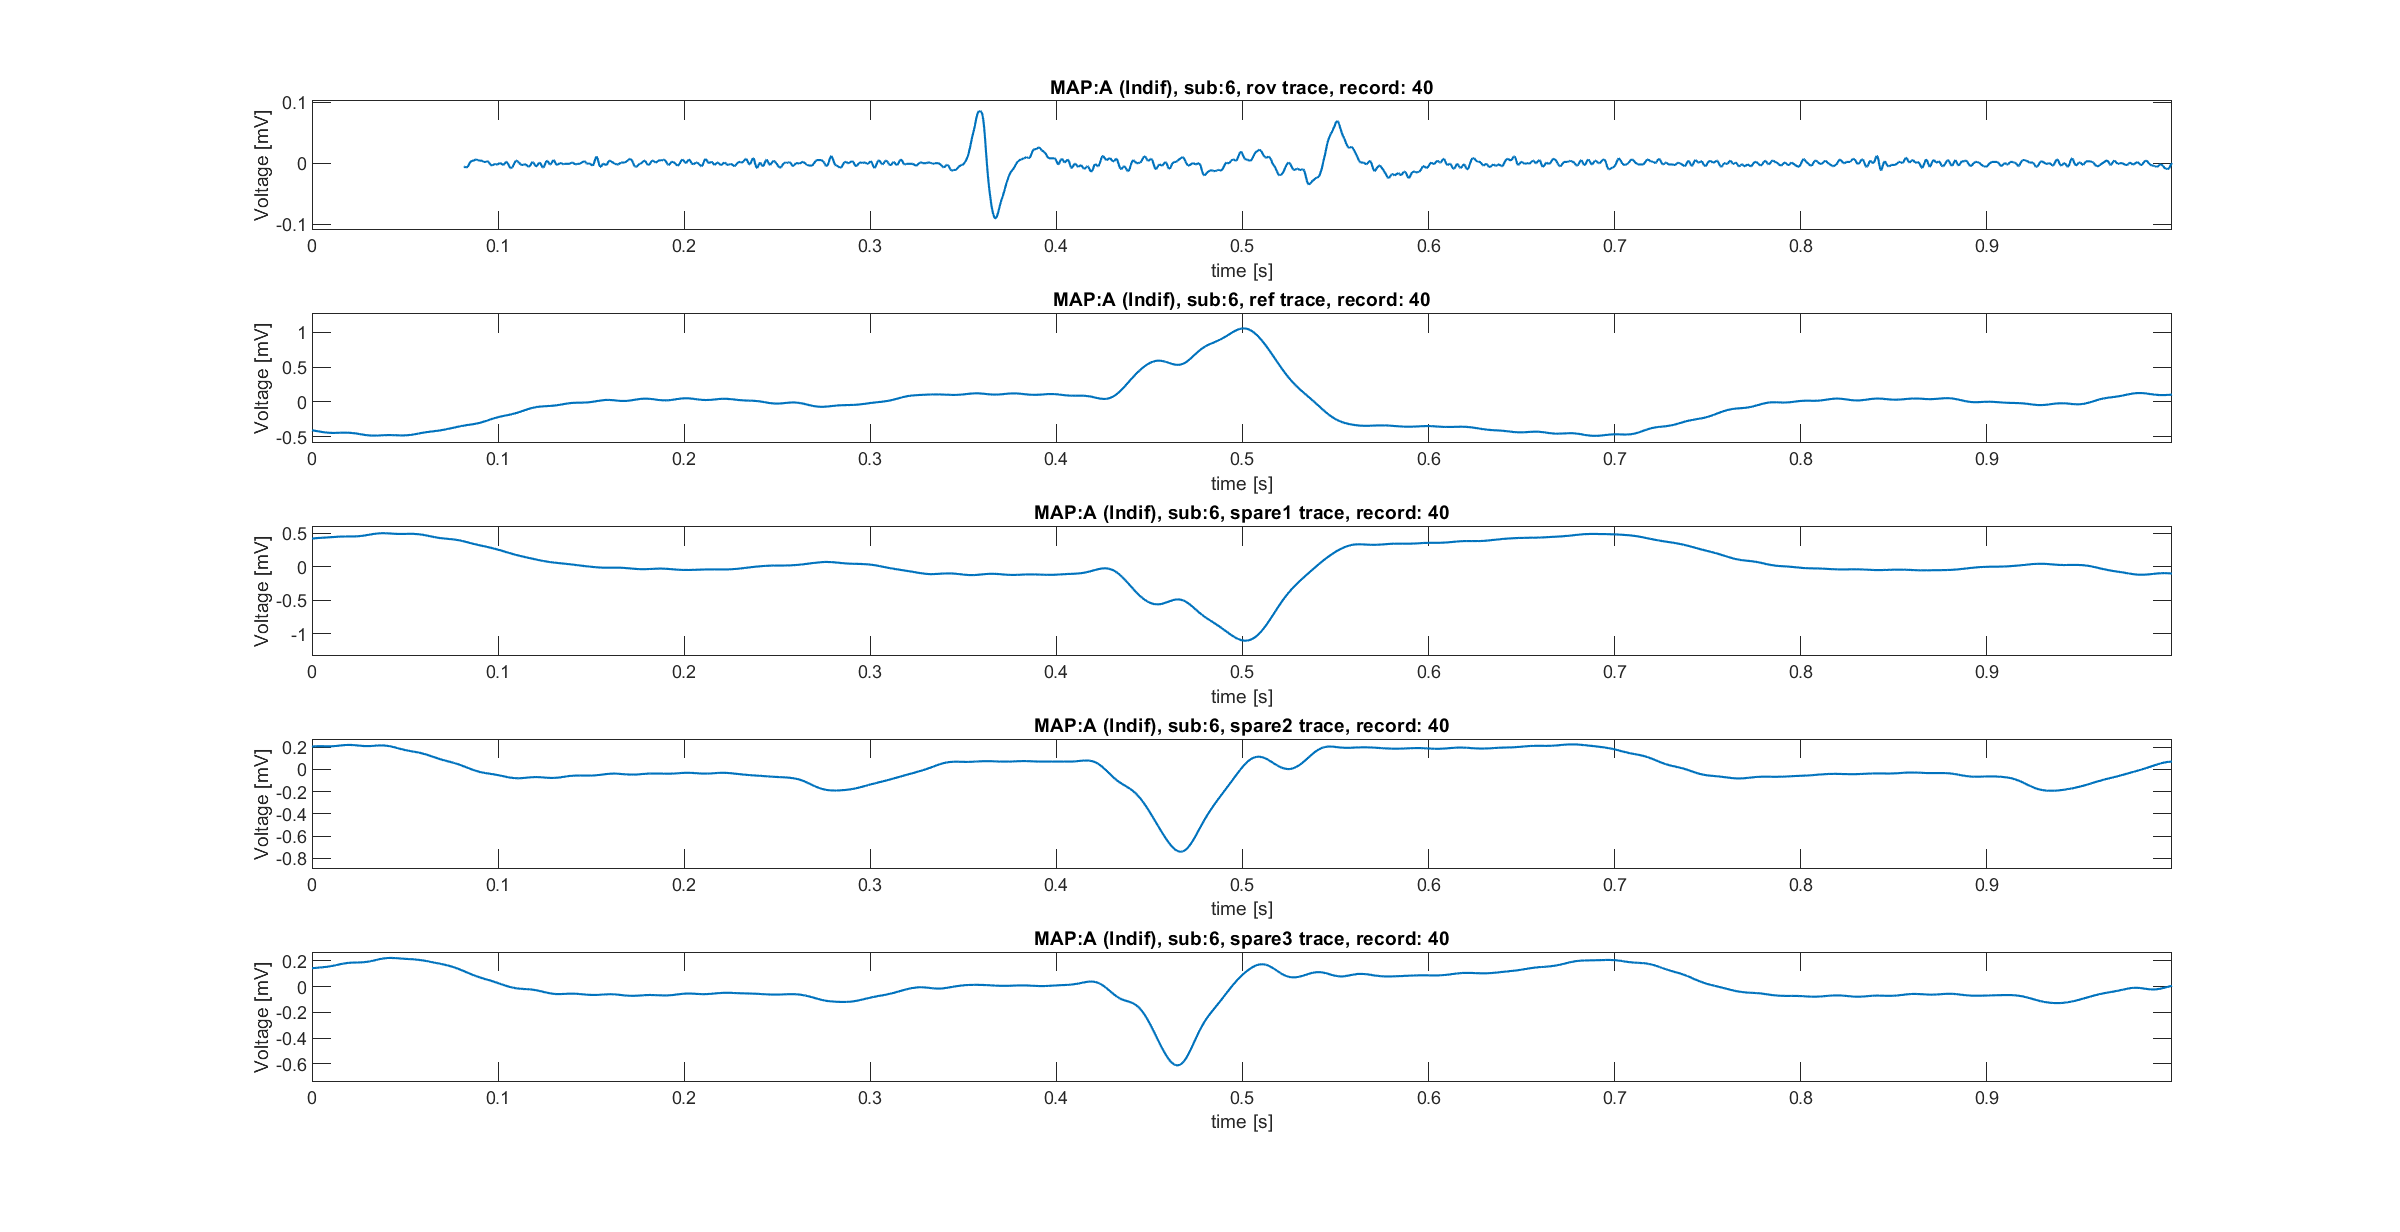 MAP:A (Indif), sub:6, rov trace, record: 40
Voltage [mV]
0.1
0
-0.1
0 0.1 0.2 0.3 0.4 0.5 0.6 0.7 0.8 0.9
time [s]
MAP:A (Indif), sub:6, ref trace, record: 40
Voltage [mV]
1
0.5
0
-0.5
0 0.1 0.2 0.3 0.4 0.5 0.6 0.7 0.8 0.9
time [s]
MAP:A (Indif), sub:6, spare1 trace, record: 40
Voltage [mV]
0.5
0
-0.5
-1
0 0.1 0.2 0.3 0.4 0.5 0.6 0.7 0.8 0.9
time [s]
MAP:A (Indif), sub:6, spare2 trace, record: 40
Voltage [mV]
0.2
0
-0.2
-0.4
-0.6
-0.8
0 0.1 0.2 0.3 0.4 0.5 0.6 0.7 0.8 0.9
time [s]
MAP:A (Indif), sub:6, spare3 trace, record: 40
Voltage [mV]
0.2
0
-0.2
-0.4
-0.6
0 0.1 0.2 0.3 0.4 0.5 0.6 0.7 0.8 0.9
time [s]